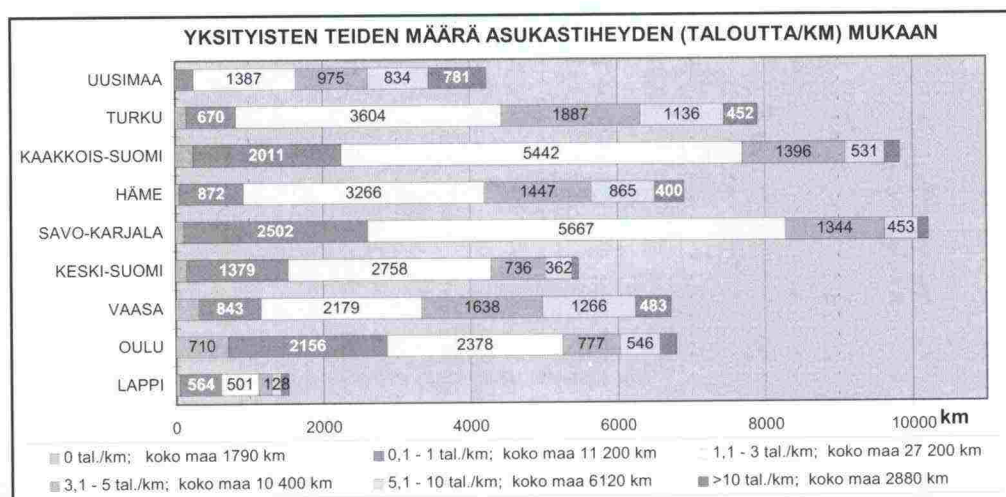 YKSITYISTEN TEIDEN MÄÄRÄ ASUKASTIHEYDEN (TALOUTTA/KM) MUKAAN
UUSIMAA 1387 975 834 781
TURKU 670 3604 1887 1136 452
KAAKKOIS-SUOMI 2011 5442 1396 531
HÄME 872 3266 1447 865 400
SAVO-KARJALA 2502 5667 1344 453
KESKI-SUOMI 1379 2758 736 362
VAASA 843 2179 1638 1266 483
OULU 710 2156 2378 777 546
LAPPI 564 501 128
0 2000 4000 6000 8000 10000 km
0 tal./km; koko maa 1790 km 0,1 - 1 tal./km; koko maa 11 200 km 1,1 - 3 tal./km; koko maa 27 200 km
3,1 - 5 tal./km; koko maa 10 400 km 5,1 - 10 tal./km; koko maa 6120 km >10 tal./km; koko maa 2880 km